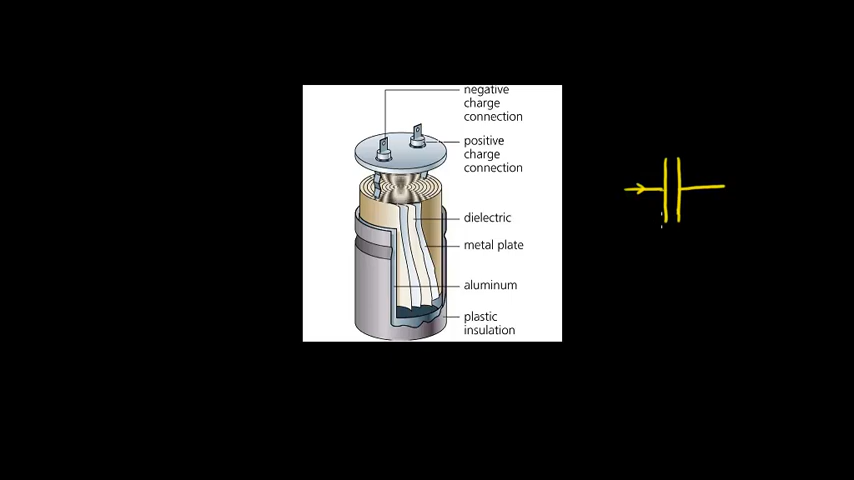 negative
charge
connection
positive
charge
connection
dielectric
metal plate
aluminum
plastic
insulation